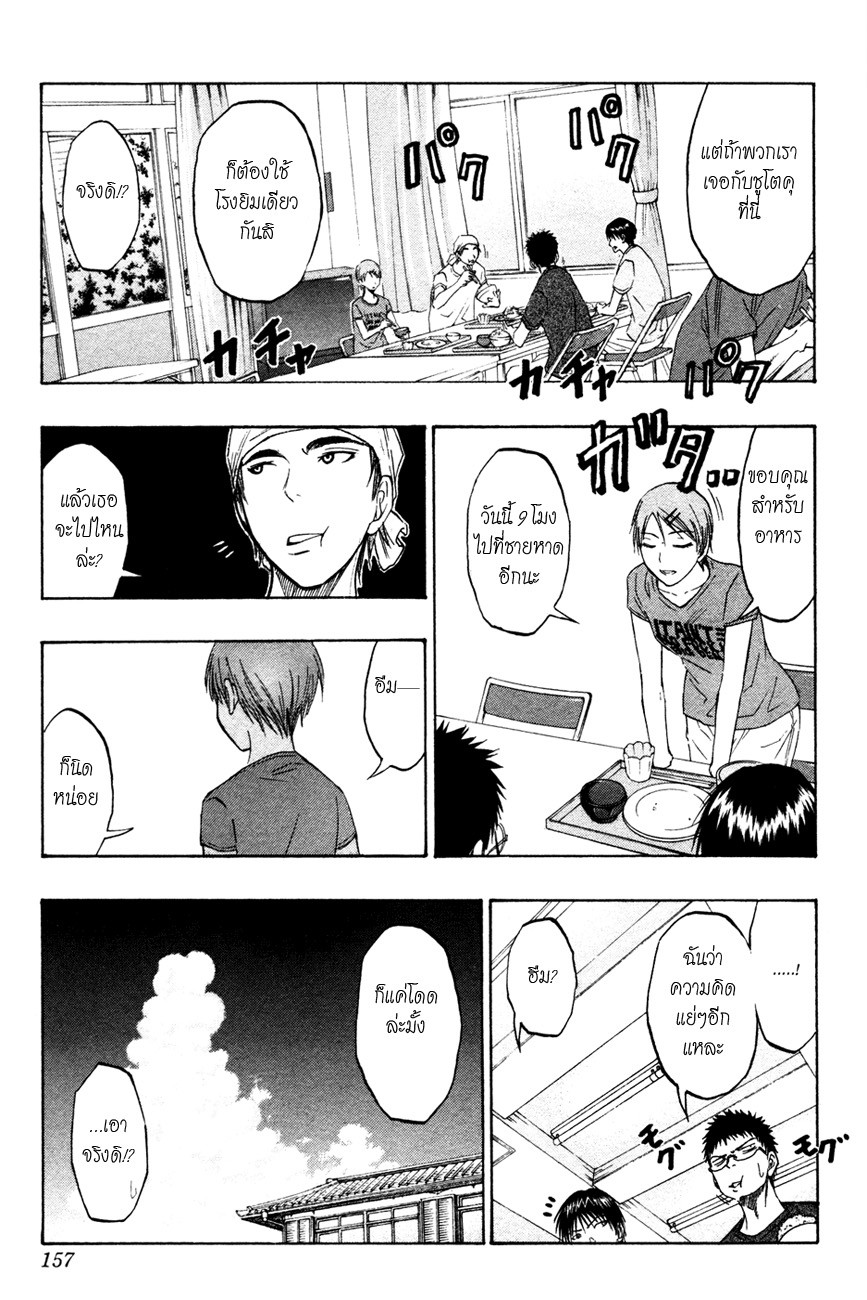 แต่ถ้าพวกเรา
เจอกับชูโตคุ
ที่นี่
ก็ต้องใช้
โรงยิมเดียว
กันสิ
จริงดิ!?
パク
パク
パク
パク
カチャ
カチャ
ขอบคุณ
สำหรับ
อาหาร
ガタ..
วันนี้ 9 โมง
ไปที่ชายหาด
อีกนะ
แล้วเธอ
จะไปไหน
ล่ะ?
อืม—
ก็นิด
หน่อย
.....!
ฉันว่า
ความคิด
แย่ๆอีก
แหละ
ฮึม?
モグ
モグ
ก็แค่โดด
ล่ะมั้ง
...เอา
จริงดิ!?
157